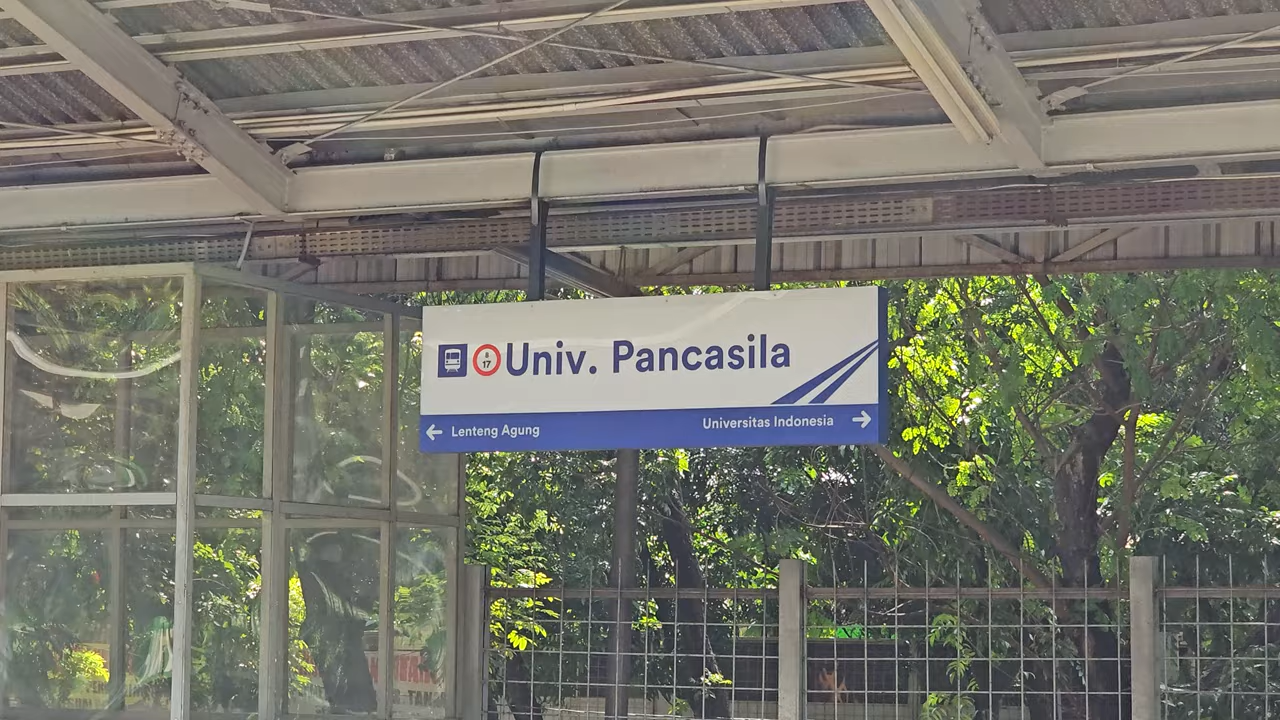 B
17
Univ. Pancasila
← Lenteng Agung
Universitas Indonesia →